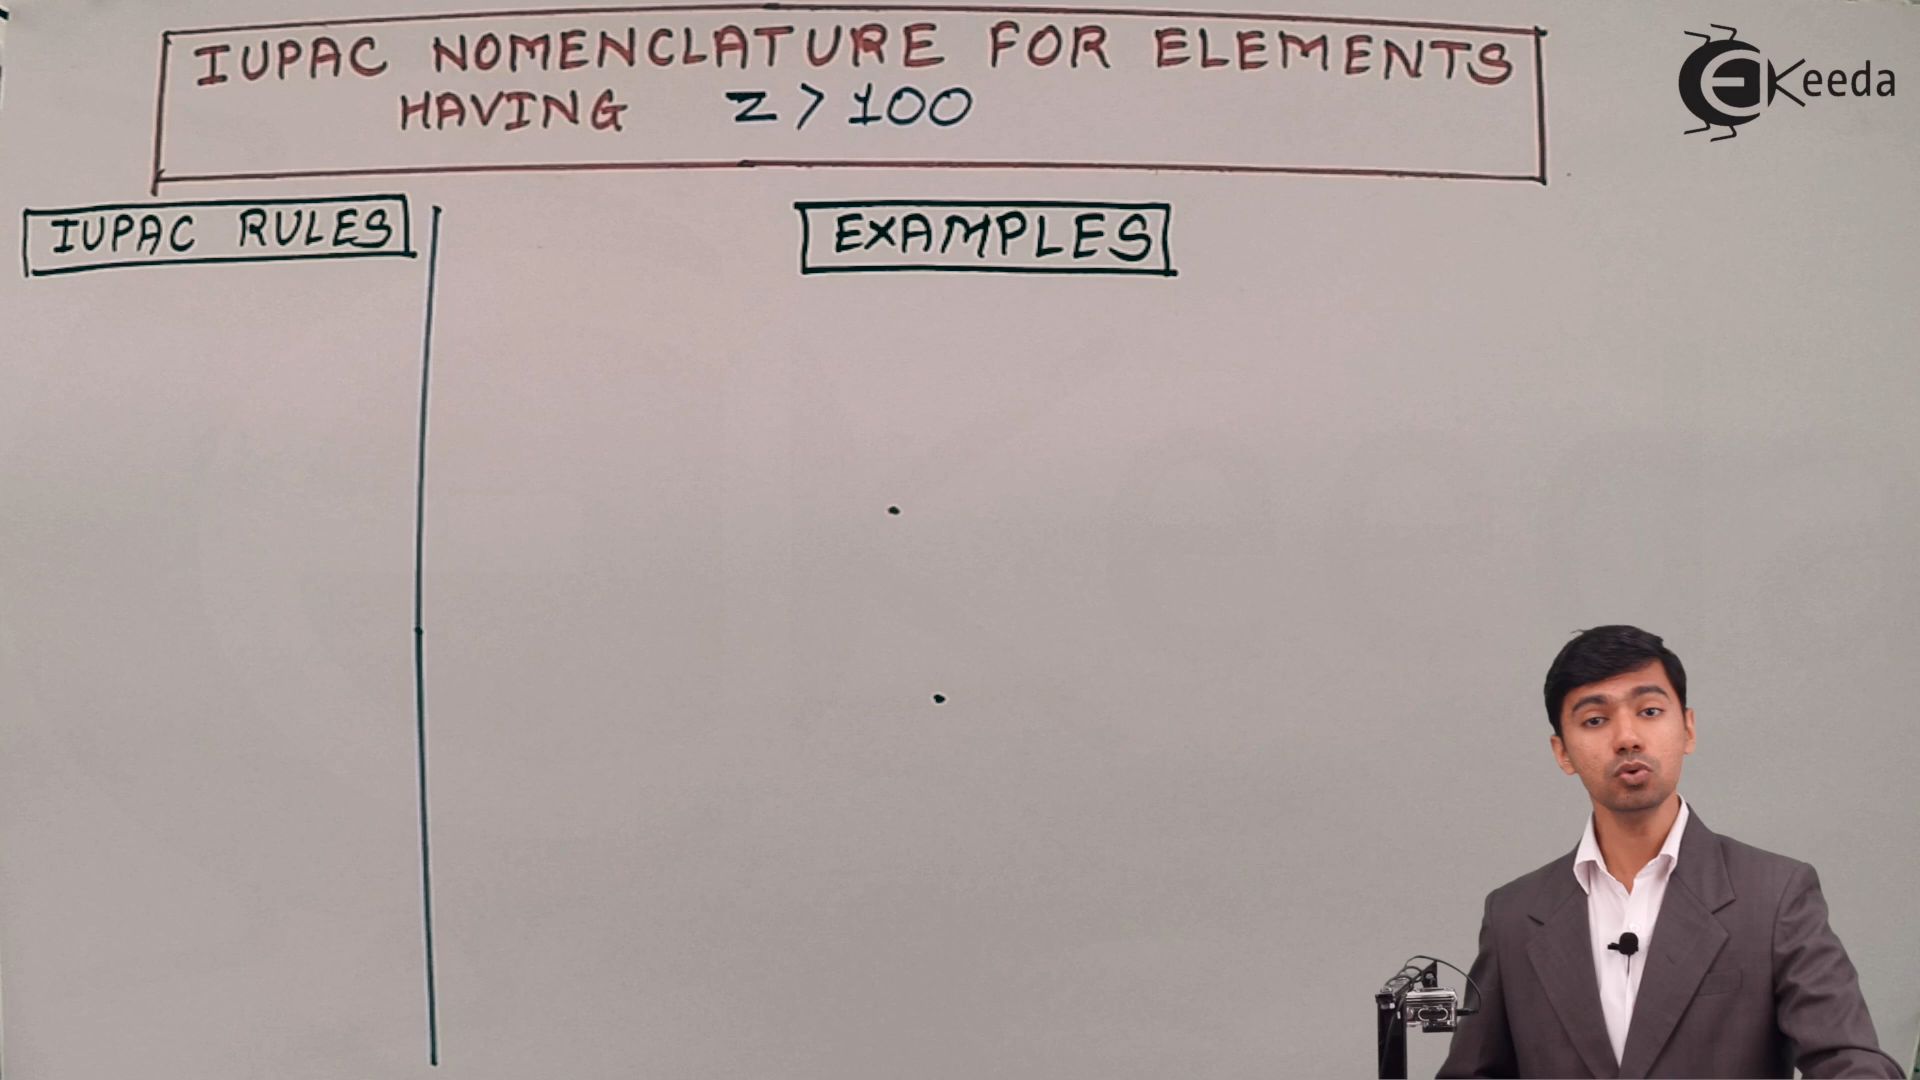 IUPAC NOMENCLATURE FOR ELEMENTS
HAVING Z > 100
eKeeda
IUPAC RULES
EXAMPLES